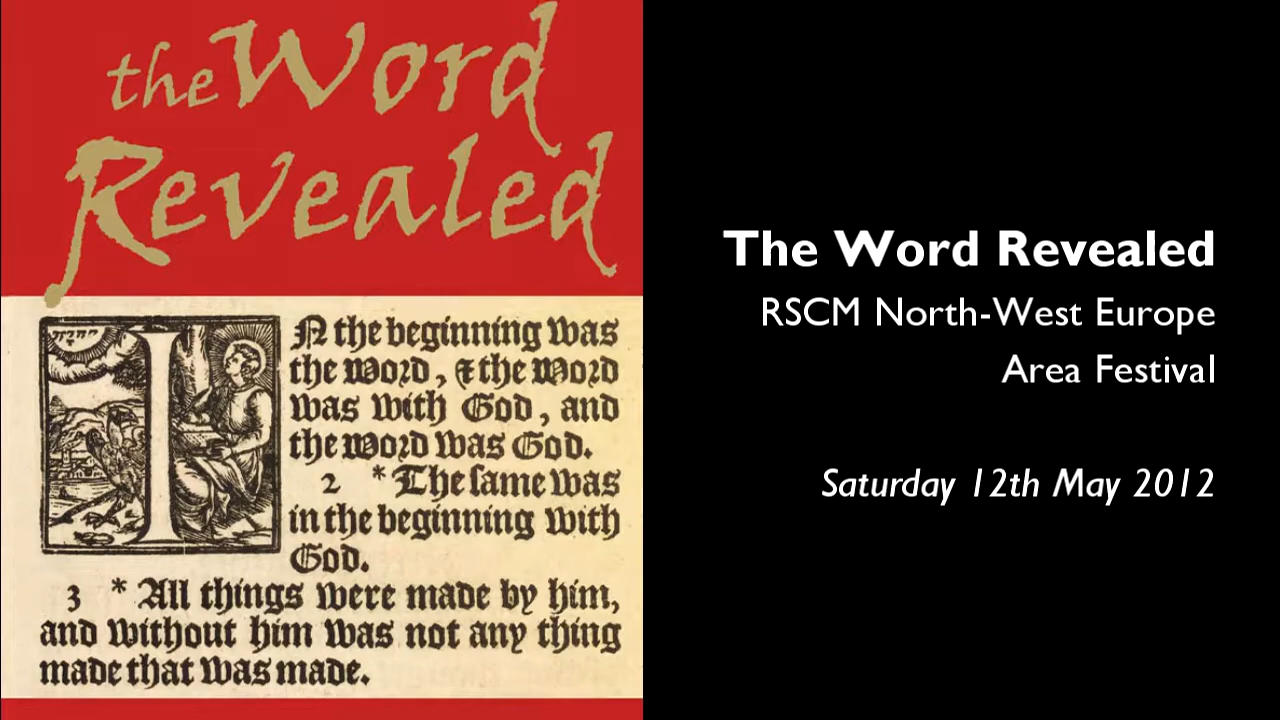 the Word
Revealed
IN the beginning was
the Word, & the Word
was with God, and
the word was God.
2 * The same was
in the beginning with
God.
3 * All things were made by him,
and without him was not any thing
made that was made.
The Word Revealed
RSCM North-West Europe
Area Festival
Saturday 12th May 2012